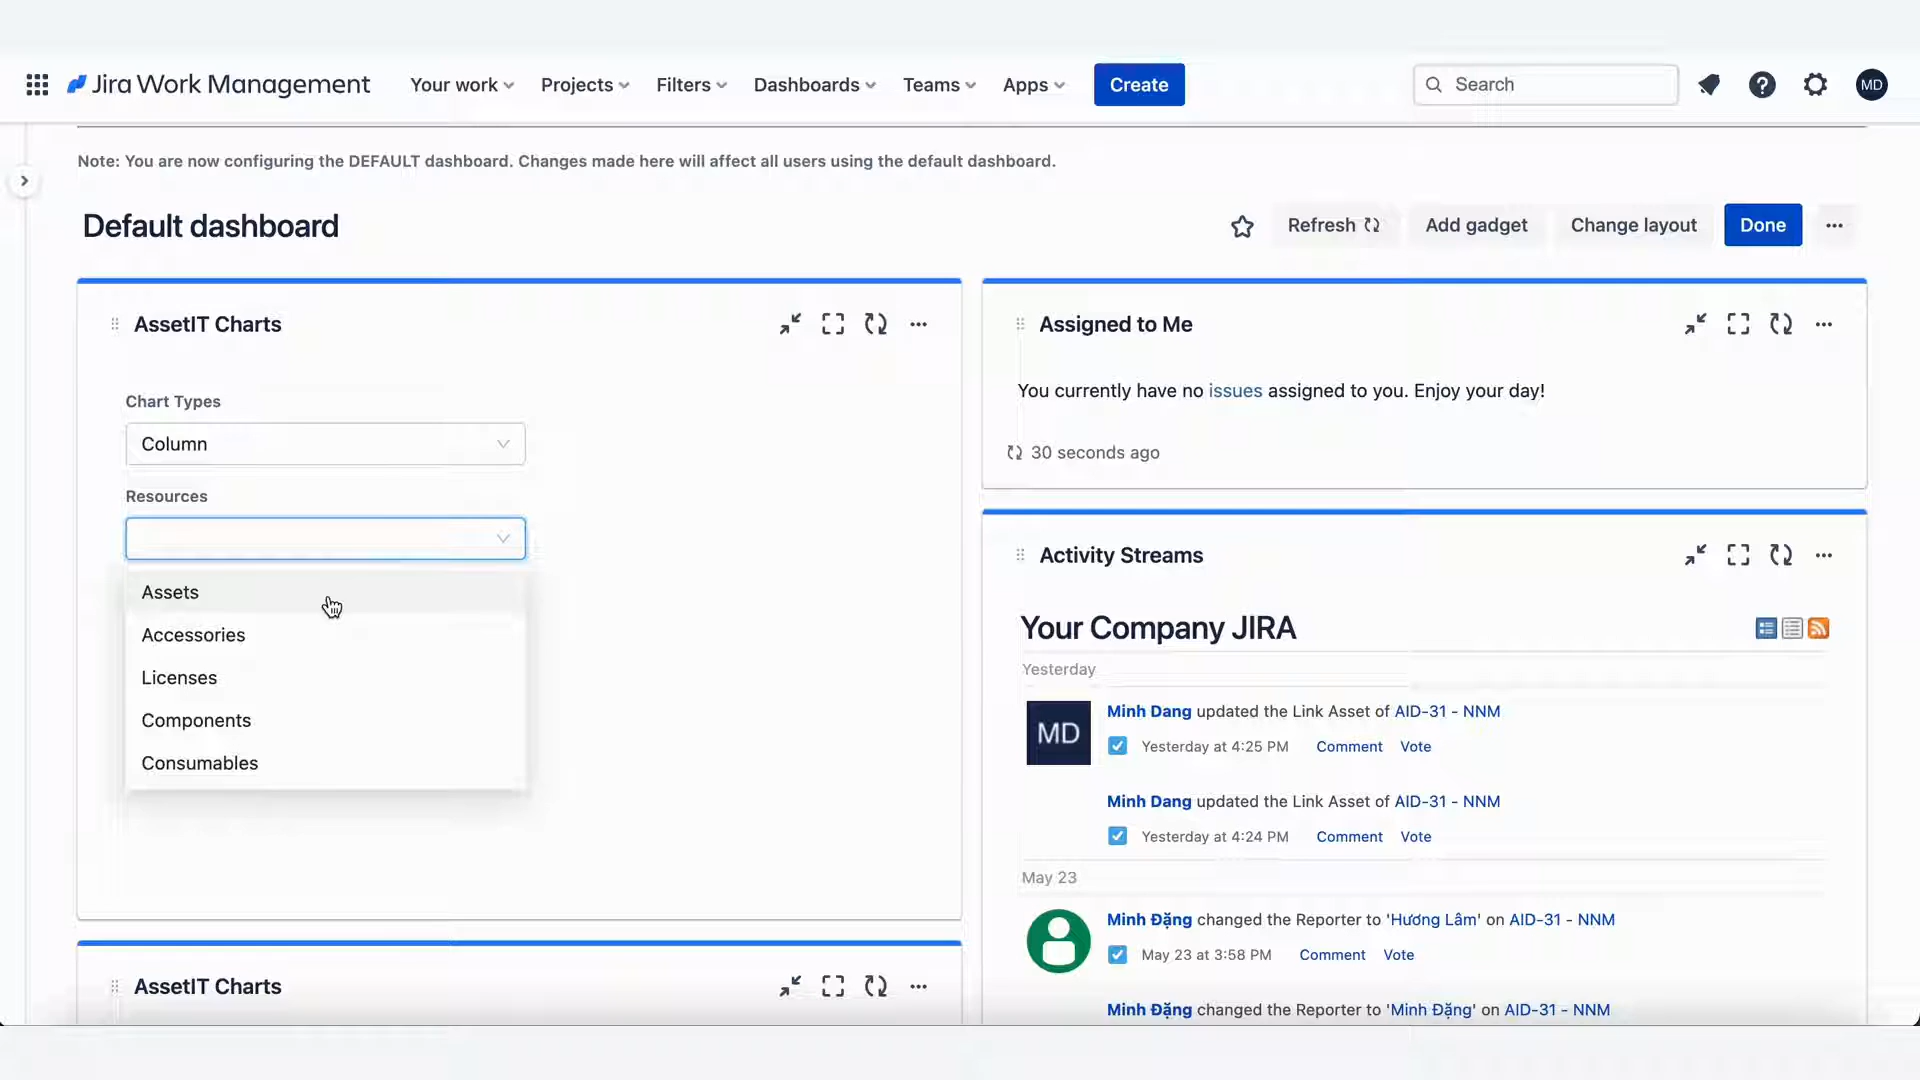 Jira Work Management Your work Projects Filters Dashboards Teams Apps Create Search MD
Note: You are now configuring the DEFAULT dashboard. Changes made here will affect all users using the default dashboard.
Default dashboard Refresh Add gadget Change layout Done
AssetIT Charts
Chart Types
Column
Resources
Assets
Accessories
Licenses
Components
Consumables
AssetIT Charts
Assigned to Me
You currently have no issues assigned to you. Enjoy your day!
30 seconds ago
Activity Streams
Your Company JIRA
Yesterday
MD
Minh Dang updated the Link Asset of AID-31 - NNM
Yesterday at 4:25 PM Comment Vote
Minh Dang updated the Link Asset of AID-31 - NNM
Yesterday at 4:24 PM Comment Vote
May 23
Minh Đặng changed the Reporter to 'Hương Lâm' on AID-31 - NNM
May 23 at 3:58 PM Comment Vote
Minh Đặng changed the Reporter to 'Minh Đặng' on AID-31 - NNM